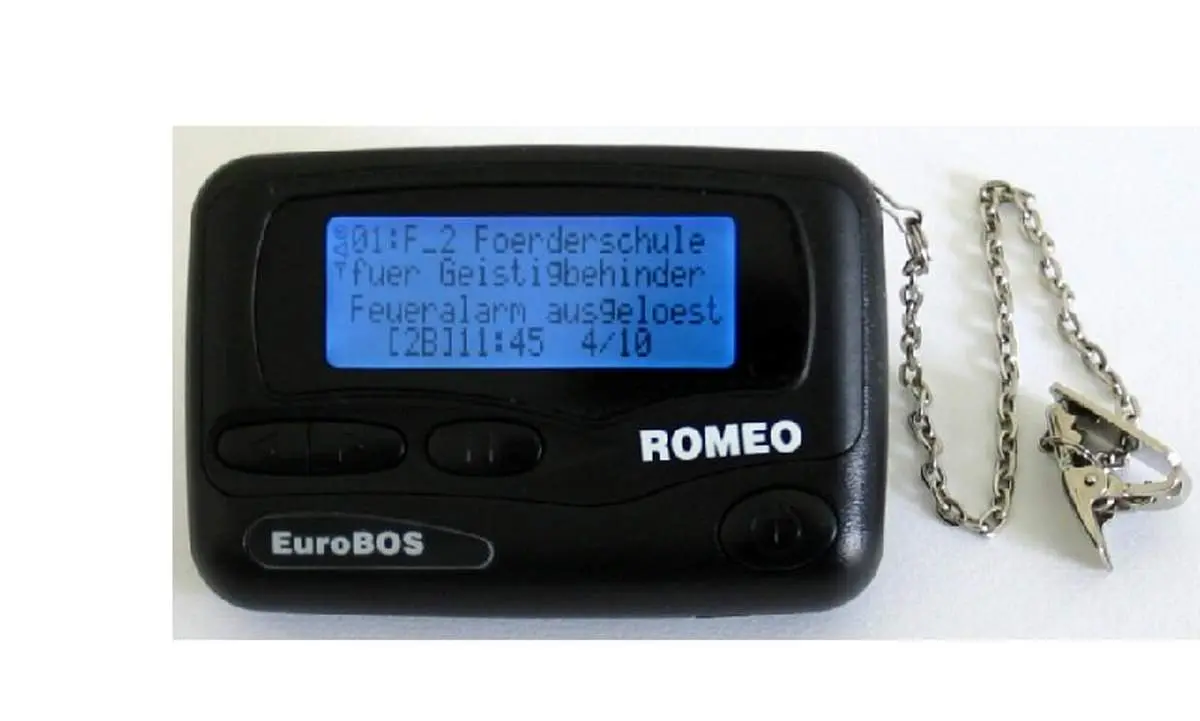 01:F_2 Foerderschule
fuer Geistigbehinder
Feueralarm ausgeloest
[2B]11:45 4/10
ROMEO
EuroBOS